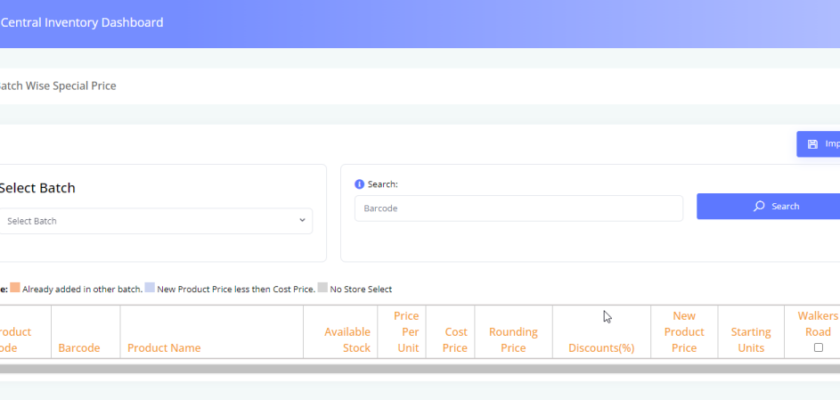 Central Inventory Dashboard
atch Wise Special Price
Imp
Select Batch
Select Batch
Search:
Barcode
Search
e: Already added in other batch. New Product Price less then Cost Price. No Store Select
roduct ode
Barcode
Product Name
Available Stock
Price Per Unit
Cost Price
Rounding Price
Discounts(%)
New Product Price
Starting Units
Walkers Road